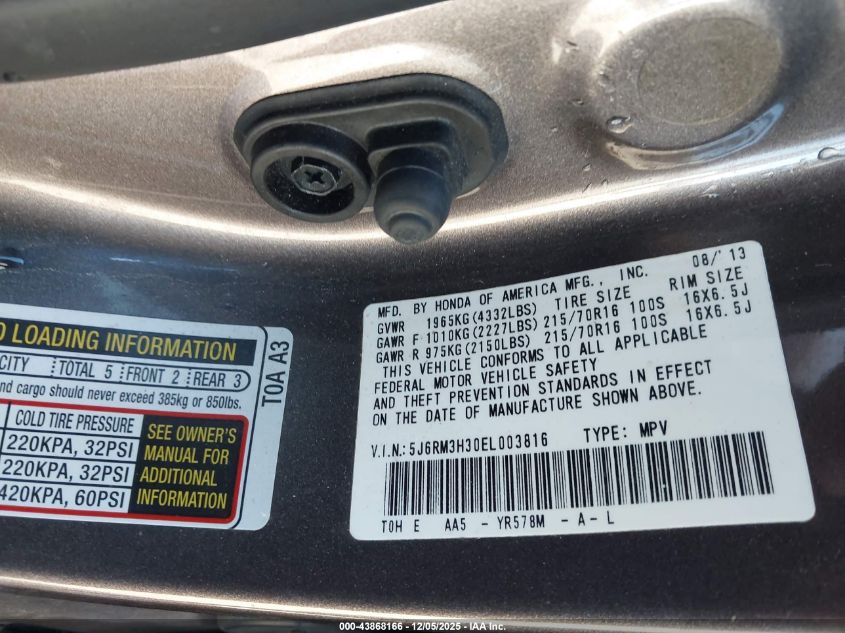 O LOADING INFORMATION
CITY TOTAL 5 FRONT 2 REAR 3
nd cargo should never exceed 385kg or 850lbs.
COLD TIRE PRESSURE
220KPA, 32PSI
220KPA, 32PSI
420KPA, 60PSI
SEE OWNER'S
MANUAL FOR
ADDITIONAL
INFORMATION
TOA A3
MFD. BY HONDA OF AMERICA MFG., INC. 08/'13
GVWR 1965KG(4332LBS) TIRE SIZE RIM SIZE
GAWR F 1010KG(2227LBS) 215/70R16 100S 16X6.5J
GAWR R 975KG(2150LBS) 215/70R16 100S 16X6.5J
THIS VEHICLE CONFORMS TO ALL APPLICABLE
FEDERAL MOTOR VEHICLE SAFETY
AND THEFT PREVENTION STANDARDS IN EFFECT
ON THE DATE OF MANUFACTURE SHOWN ABOVE.
V.I.N.: 5J6RM3H30EL003816 TYPE: MPV
TOH E AA5 - YR578M - A - L
000-43868166 - 12/05/2025 - IAA Inc.